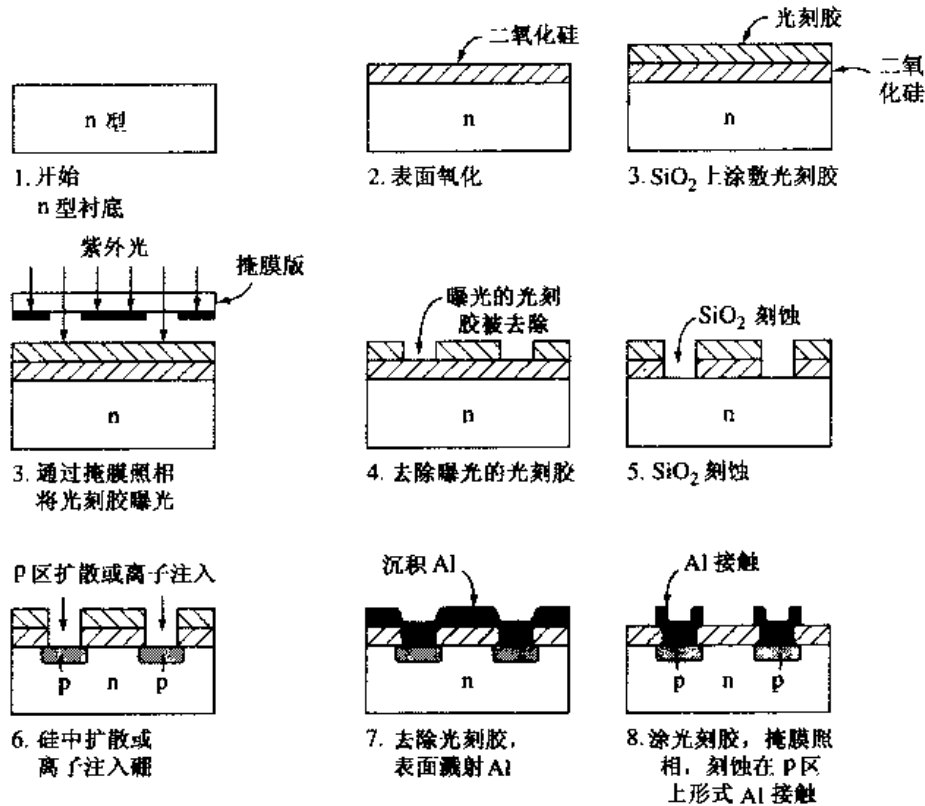 n 型
1. 开始
n 型衬底
二氧化硅
n
2. 表面氧化
光刻胶
二氧
化硅
n
3. SiO₂ 上涂敷光刻胶
紫外光
掩膜版
n
3. 通过掩膜照相
将光刻胶曝光
曝光的光刻
胶被去除
n
4. 去除曝光的光刻胶
SiO₂ 刻蚀
n
5. SiO₂ 刻蚀
P 区扩散或离子注入
p n p
6. 硅中扩散或
离子注入硼
沉积 Al
n
7. 去除光刻胶,
表面溅射 Al
Al 接触
p n p
8. 涂光刻胶, 掩膜照
相, 刻蚀在 P 区
上形式 Al 接触